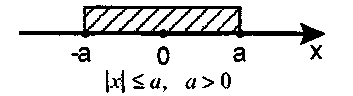 -a 0 a x
|x| ≤ a, a > 0